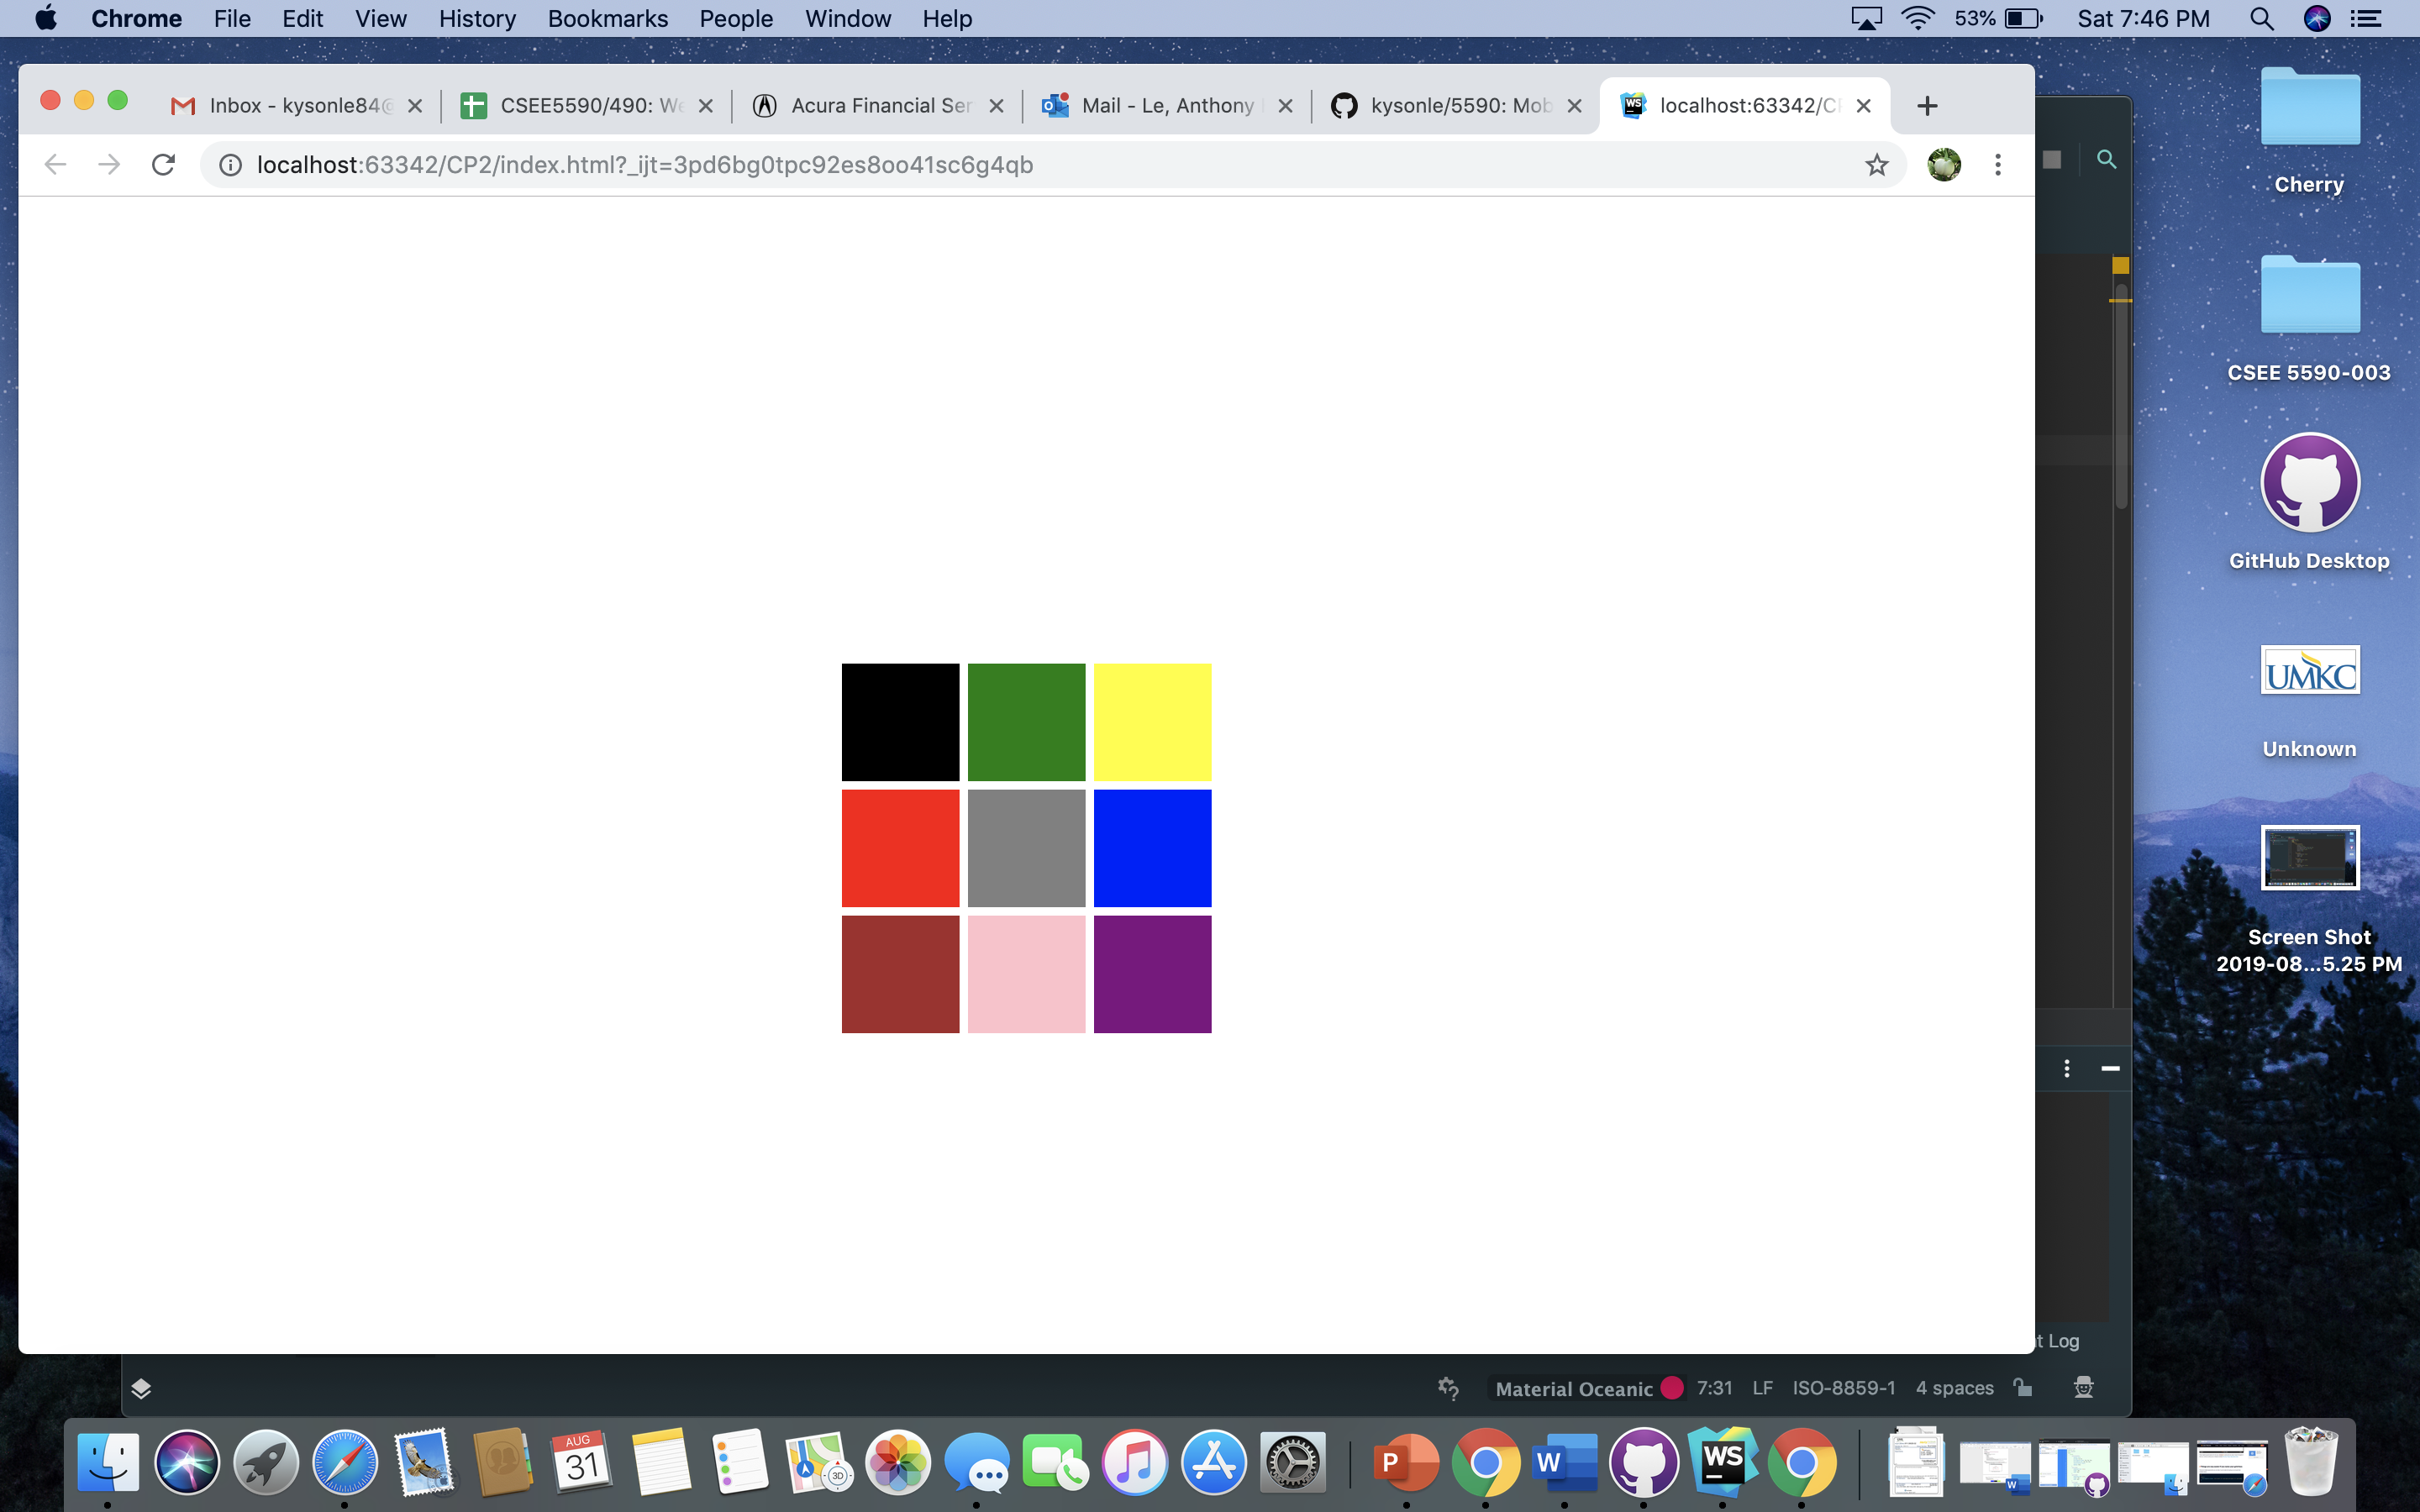 Chrome File Edit View History Bookmarks People Window Help 53% Sat 7:46 PM
Inbox - kysonle84@ CSEE5590/490: We Acura Financial Ser Mail - Le, Anthony kysonle/5590: Mob localhost:63342/CP
localhost:63342/CP2/index.html?_ijt=3pd6bg0tpc92es8oo41sc6g4qb
Cherry
CSEE 5590-003
GitHub Desktop
UMKC
Unknown
Screen Shot
2019-08...5.25 PM
t Log
Material Oceanic 7:31 LF ISO-8859-1 4 spaces
AUG
31
3D
P
W
WS